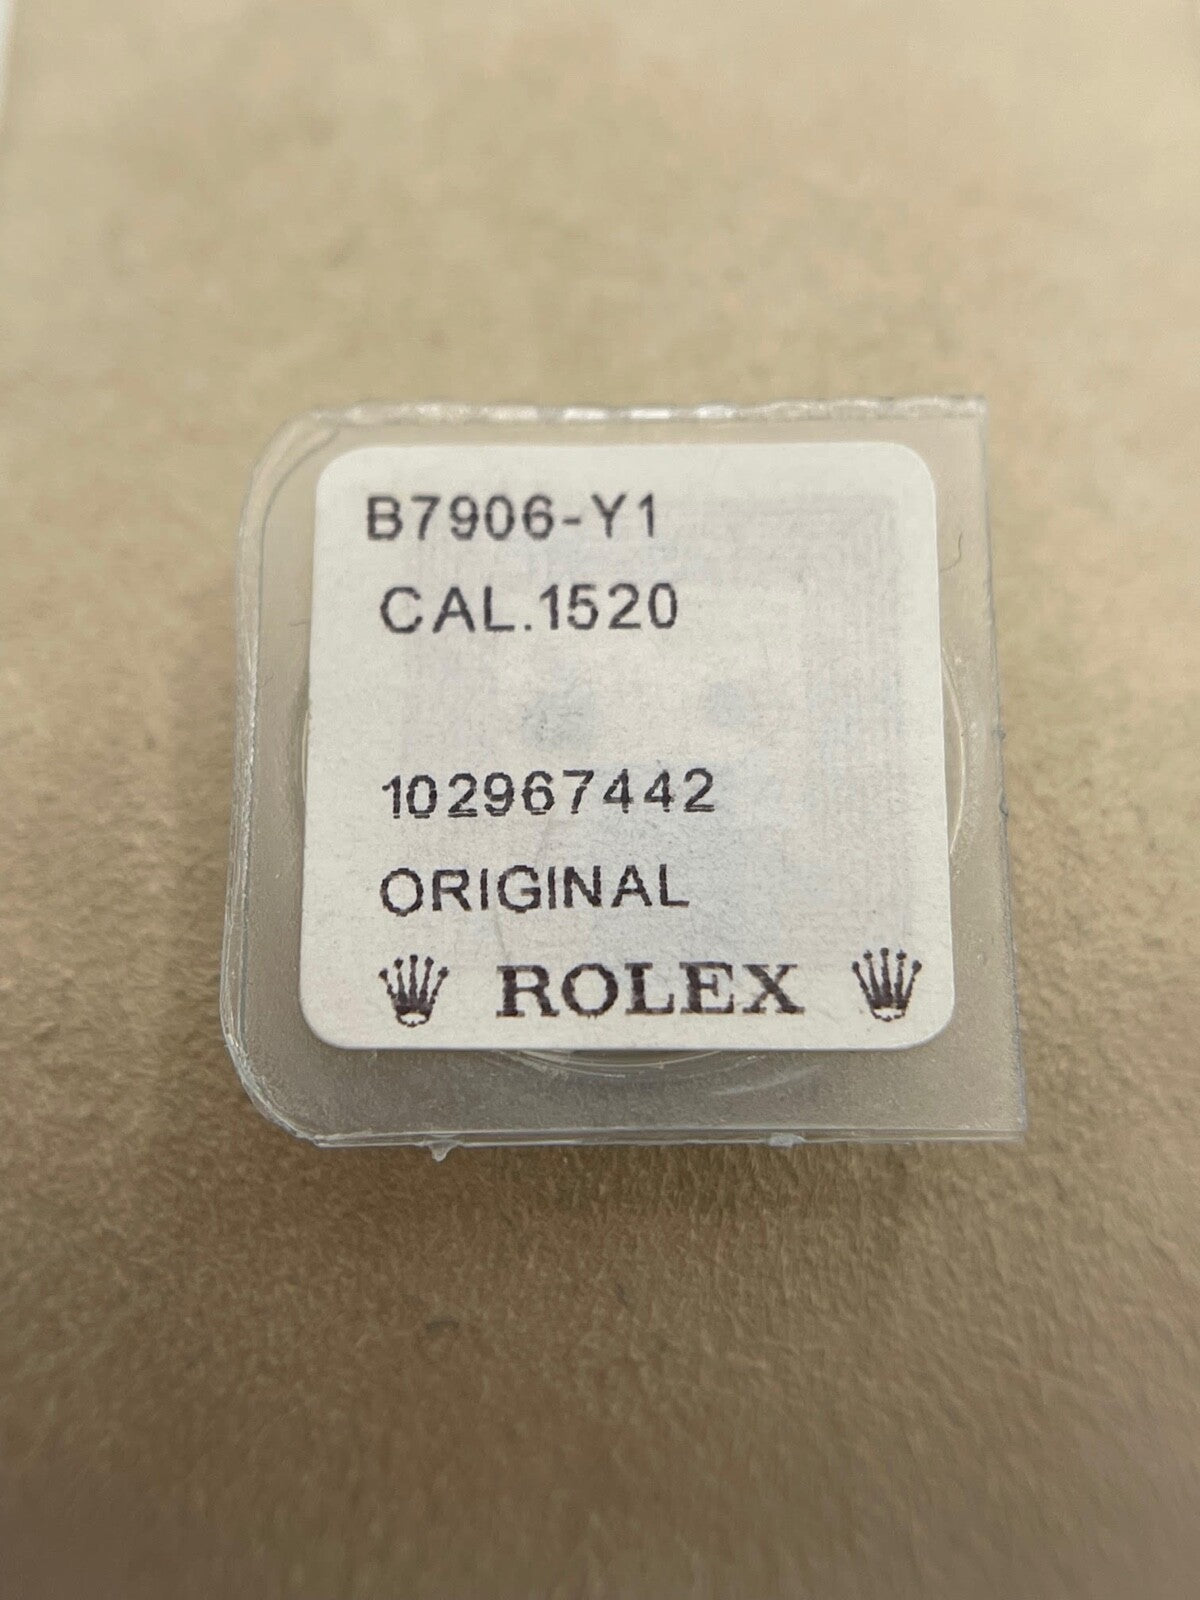 B7906-Y1
CAL.1520
102967442
ORIGINAL
ROLEX